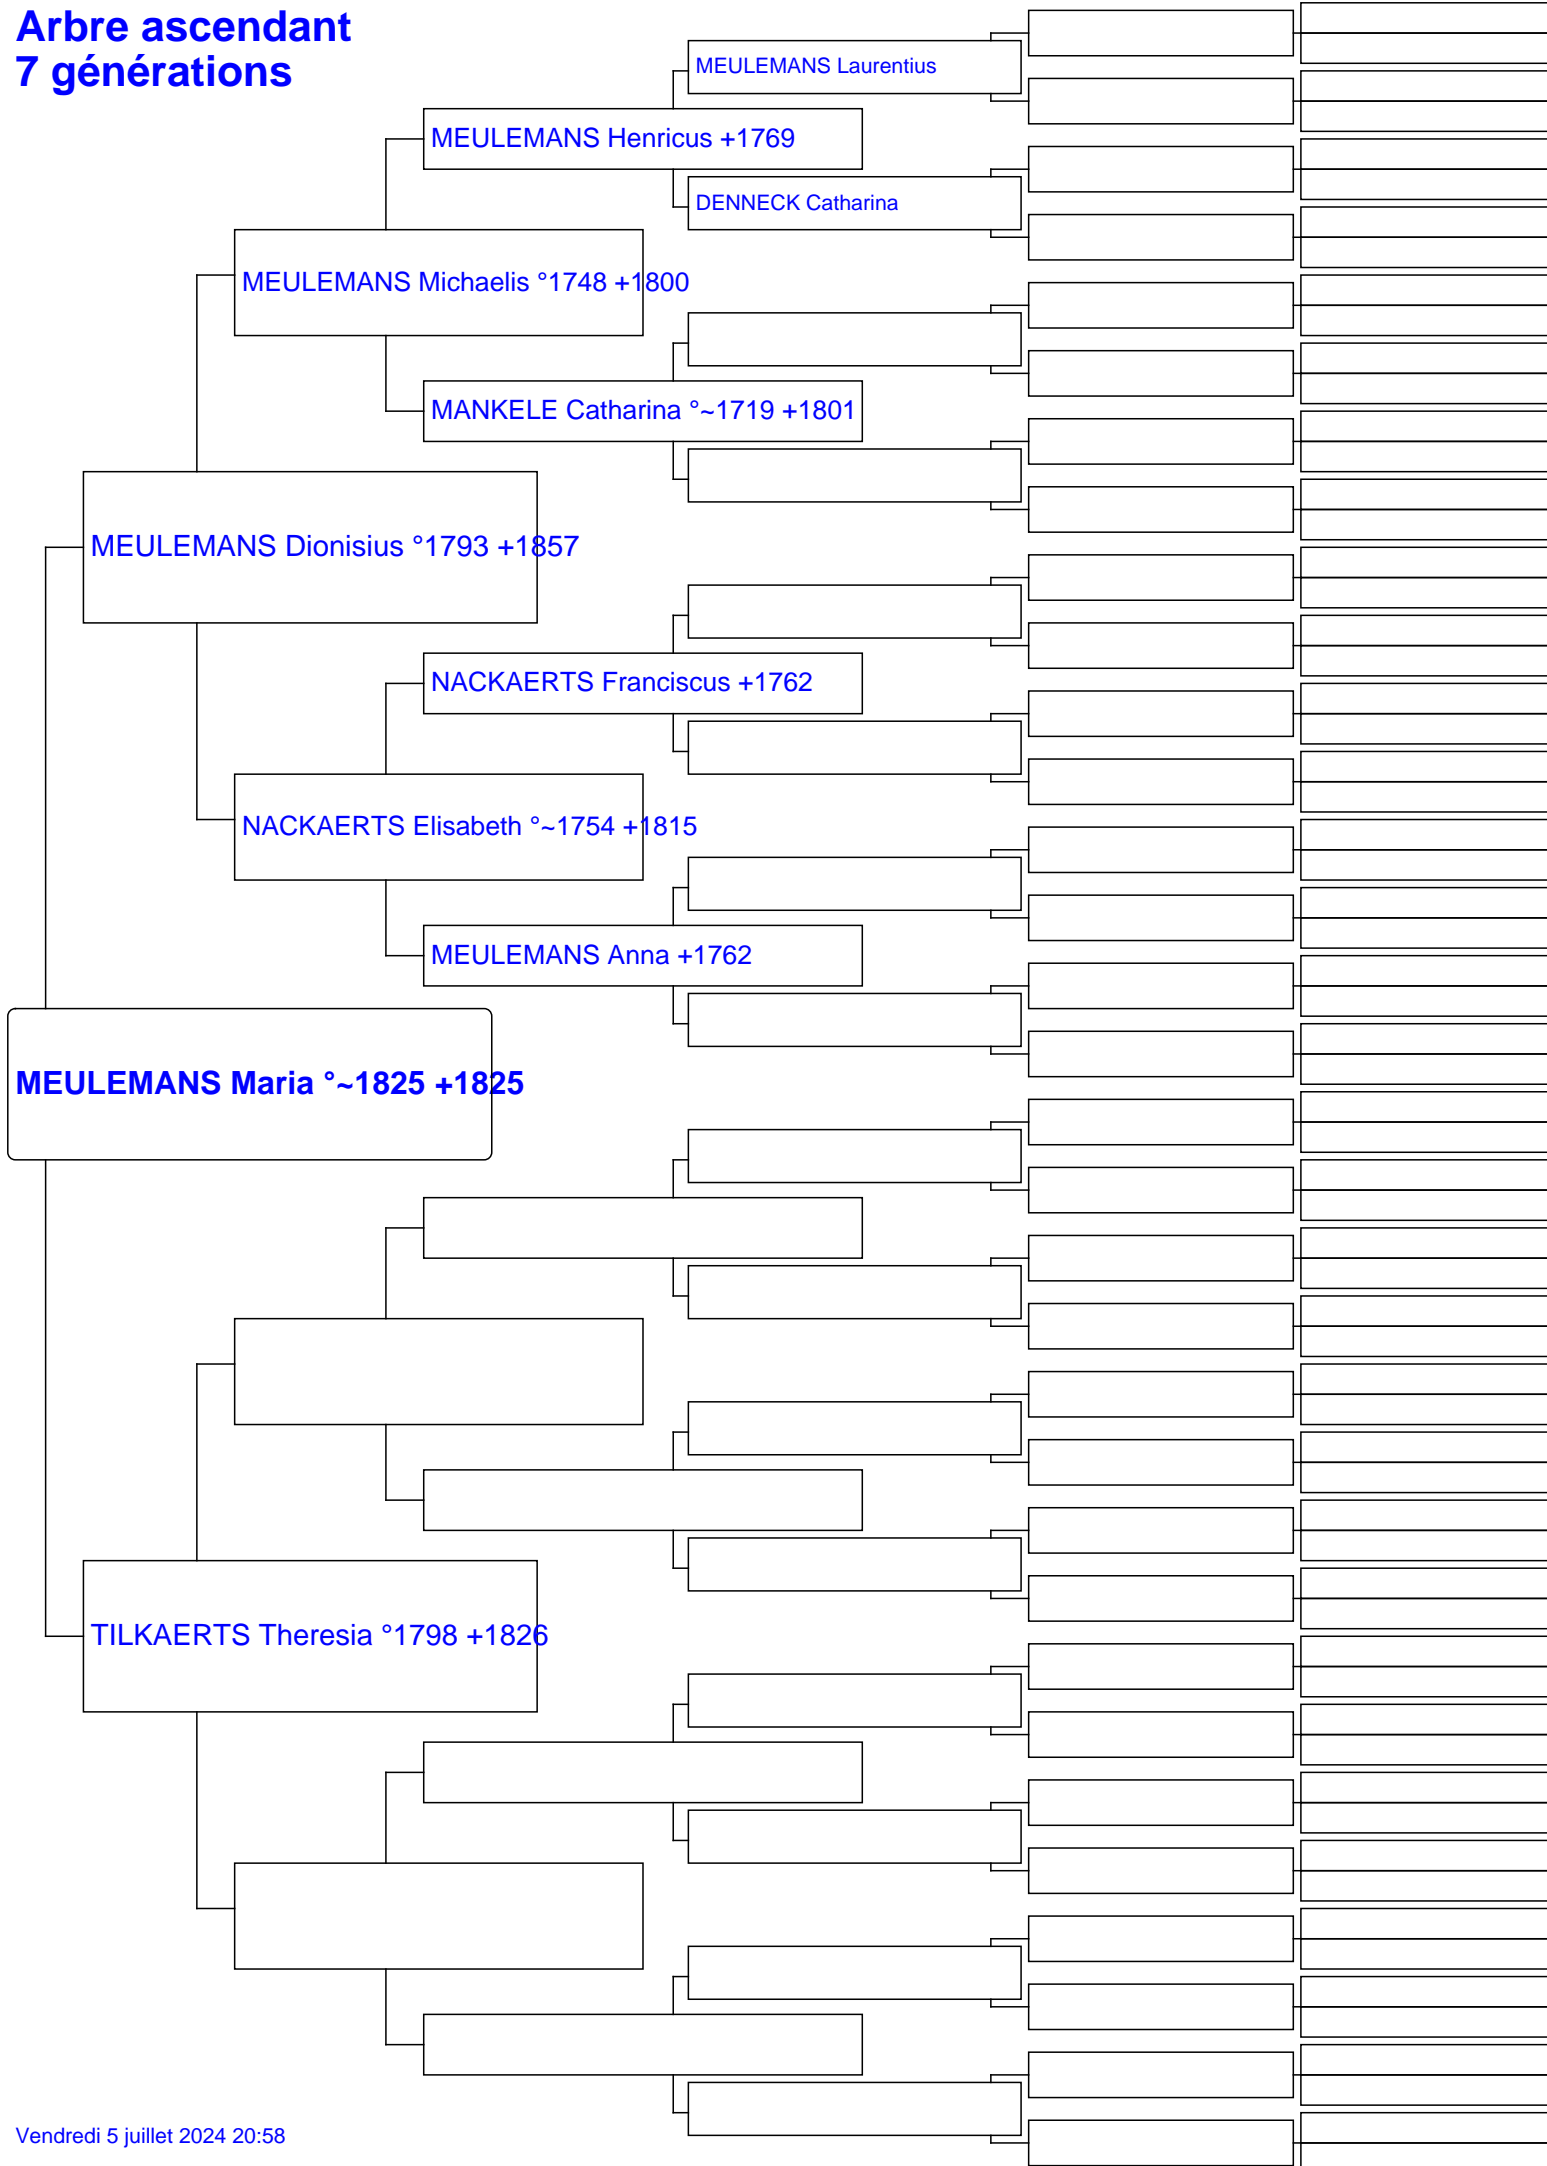 Arbre ascendant
7 générations
MEULEMANS Laurentius
MEULEMANS Henricus +1769
DENNECK Catharina
MEULEMANS Michaelis °1748 +1800
MANKELE Catharina °~1719 +1801
MEULEMANS Dionisius °1793 +1857
NACKAERTS Franciscus +1762
NACKAERTS Elisabeth °~1754 +1815
MEULEMANS Anna +1762
MEULEMANS Maria °~1825 +1825
TILKAERTS Theresia °1798 +1826
Vendredi 5 juillet 2024 20:58